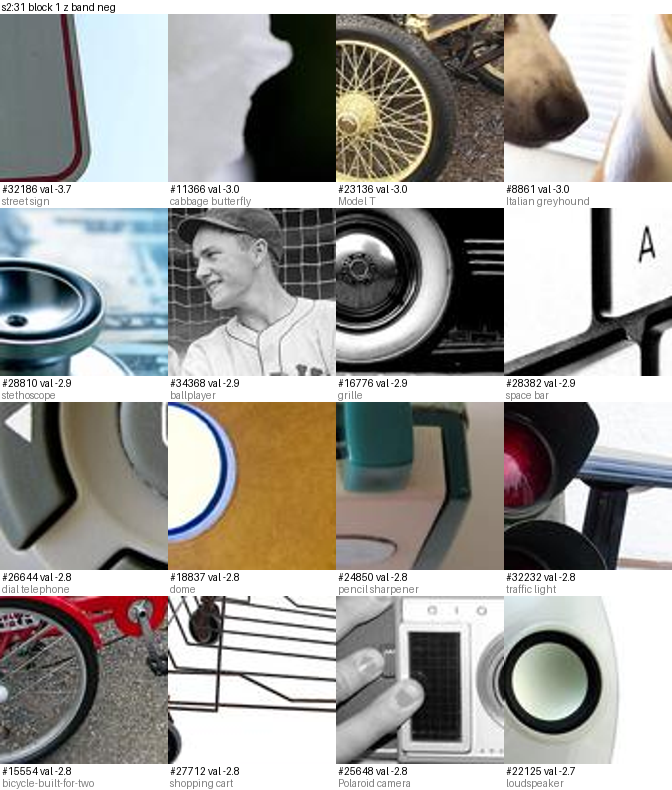 s2:31 block 1 z band neg
#32186 val -3.7
street sign
#11366 val -3.0
cabbage butterfly
#23136 val -3.0
Model T
#8861 val -3.0
Italian greyhound
#28810 val -2.9
stethoscope
#34368 val -2.9
ballplayer
#16776 val -2.9
grille
A
#28382 val -2.9
space bar
#26644 val -2.8
dial telephone
#18837 val -2.8
dome
#24850 val -2.8
pencil sharpener
#32232 val -2.8
traffic light
#15554 val -2.8
bicycle-built-for-two
#27712 val -2.8
shopping cart
#25648 val -2.8
Polaroid camera
#22125 val -2.7
loudspeaker